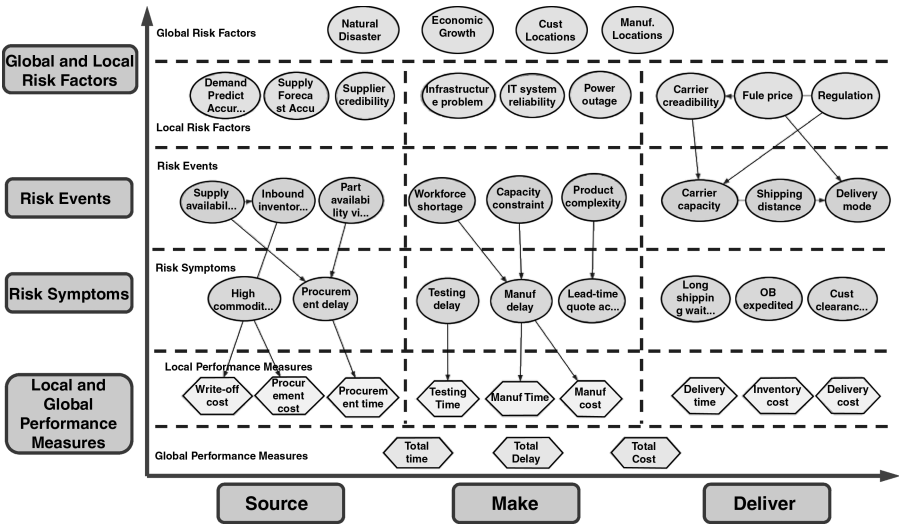 Global Risk Factors
Natural
Disaster
Economic
Growth
Cust
Locations
Manuf.
Locations
Global and Local
Risk Factors
Demand
Predict
Accur...
Supply
Foreca
st Accu
Supplier
credibility
Infrastructur
e problem
IT system
reliability
Power
outage
Carrier
creadibility
Fule price
Regulation
Local Risk Factors
Risk Events
Risk Events
Supply
availabil...
Inbound
inventor...
Part
availabi
lity vi...
Workforce
shortage
Capacity
constraint
Product
complexity
Carrier
capacity
Shipping
distance
Delivery
mode
Risk Symptoms
Risk Symptoms
High
commodit...
Procurem
ent delay
Testing
delay
Manuf
delay
Lead-time
quote ac...
Long
shippin
g wait...
OB
expedited
Cust
clearanc...
Local and
Global
Performance
Measures
Local Performance Measures
Write-off
cost
Procur
ement
cost
Procurem
ent time
Testing
Time
Manuf Time
Manuf
cost
Delivery
time
Inventory
cost
Delivery
cost
Global Performance Measures
Total
time
Total
Delay
Total
Cost
Source
Make
Deliver